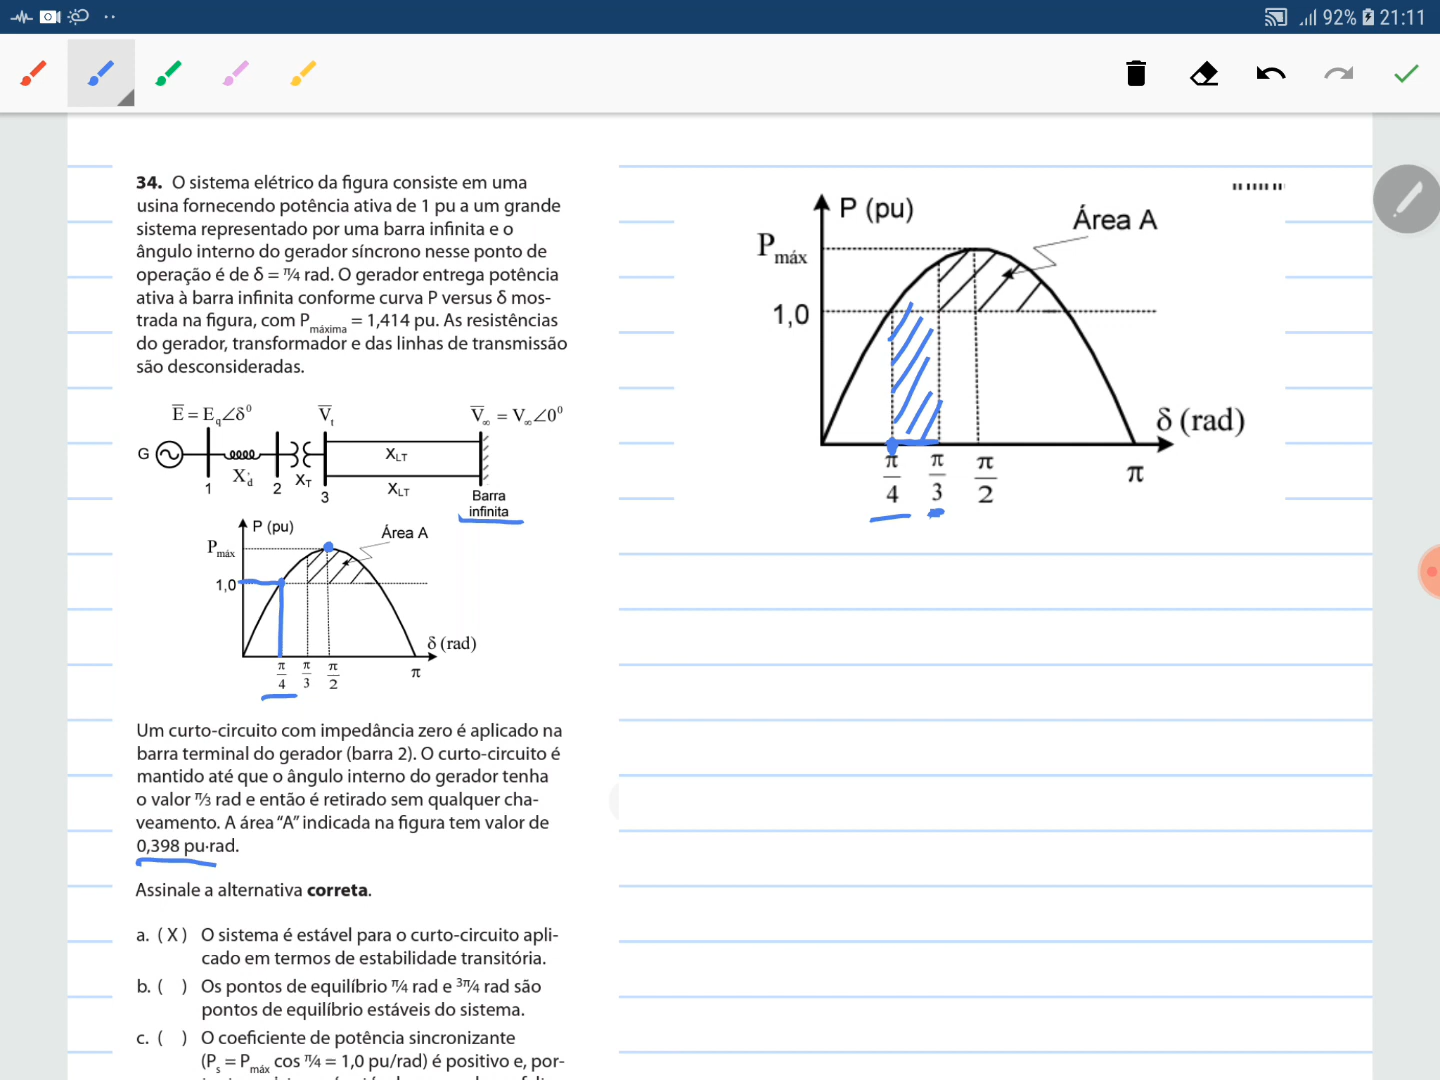 92% 21:11
34. O sistema elétrico da figura consiste em uma
usina fornecendo potência ativa de 1 pu a um grande
sistema representado por uma barra infinita e o
ângulo interno do gerador síncrono nesse ponto de
operação é de δ = π⁄4 rad. O gerador entrega potência
ativa à barra infinita conforme curva P versus δ mos-
trada na figura, com Pmáxima = 1,414 pu. As resistências
do gerador, transformador e das linhas de transmissão
são desconsideradas.
E̅ = Eq∠δ⁰ V̅t V̅∞ = V∞∠0⁰
G X'd XT XLT
XLT
1 2 3
Barra
infinita
P (pu)
Área A
Pmáx
1,0
δ (rad)
π/4 π/3 π/2 π
Um curto-circuito com impedância zero é aplicado na
barra terminal do gerador (barra 2). O curto-circuito é
mantido até que o ângulo interno do gerador tenha
o valor π⁄3 rad e então é retirado sem qualquer cha-
veamento. A área “A” indicada na figura tem valor de
0,398 pu·rad.
Assinale a alternativa correta.
a. ( X ) O sistema é estável para o curto-circuito apli-
cado em termos de estabilidade transitória.
b. ( ) Os pontos de equilíbrio π⁄4 rad e 3π⁄4 rad são
pontos de equilíbrio estáveis do sistema.
c. ( ) O coeficiente de potência sincronizante
(Ps = Pmáx cos π⁄4 = 1,0 pu/rad) é positivo e, por-
P (pu)
Área A
Pmáx
1,0
δ (rad)
π/4 π/3 π/2 π